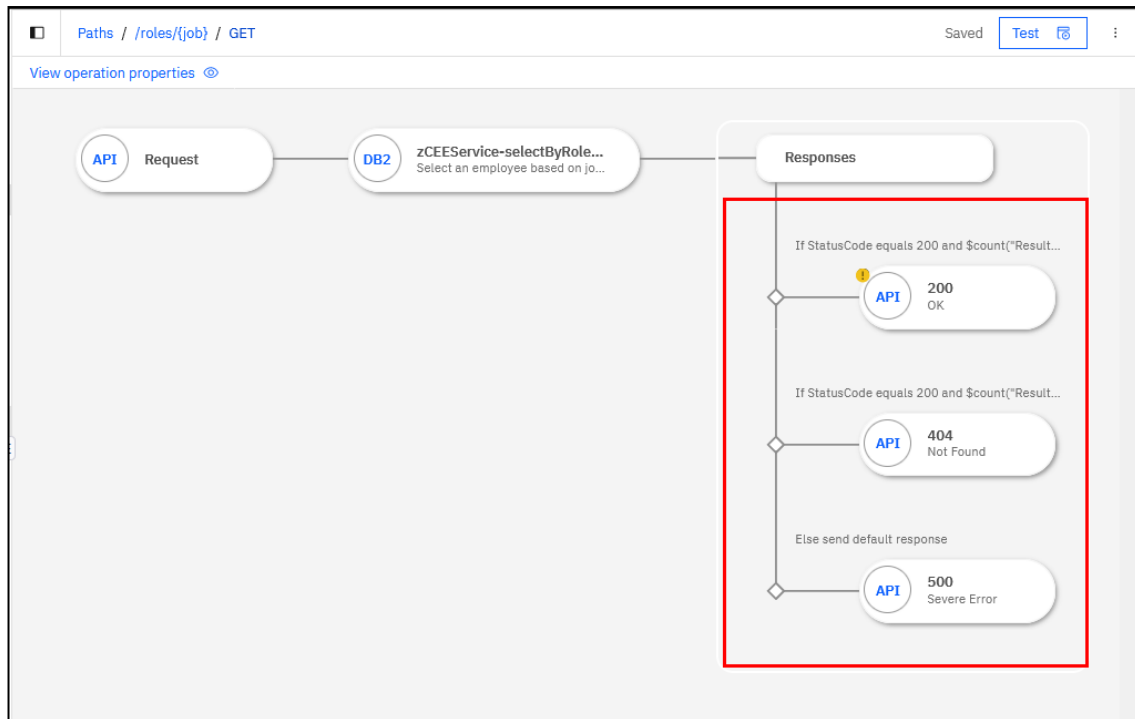 Paths / /roles/{job} / GET
Saved
Test
View operation properties
API
Request
DB2
zCEEService-selectByRole...
Select an employee based on jo...
Responses
If StatusCode equals 200 and $count("Result...
!
API
200
OK
If StatusCode equals 200 and $count("Result...
API
404
Not Found
Else send default response
API
500
Severe Error